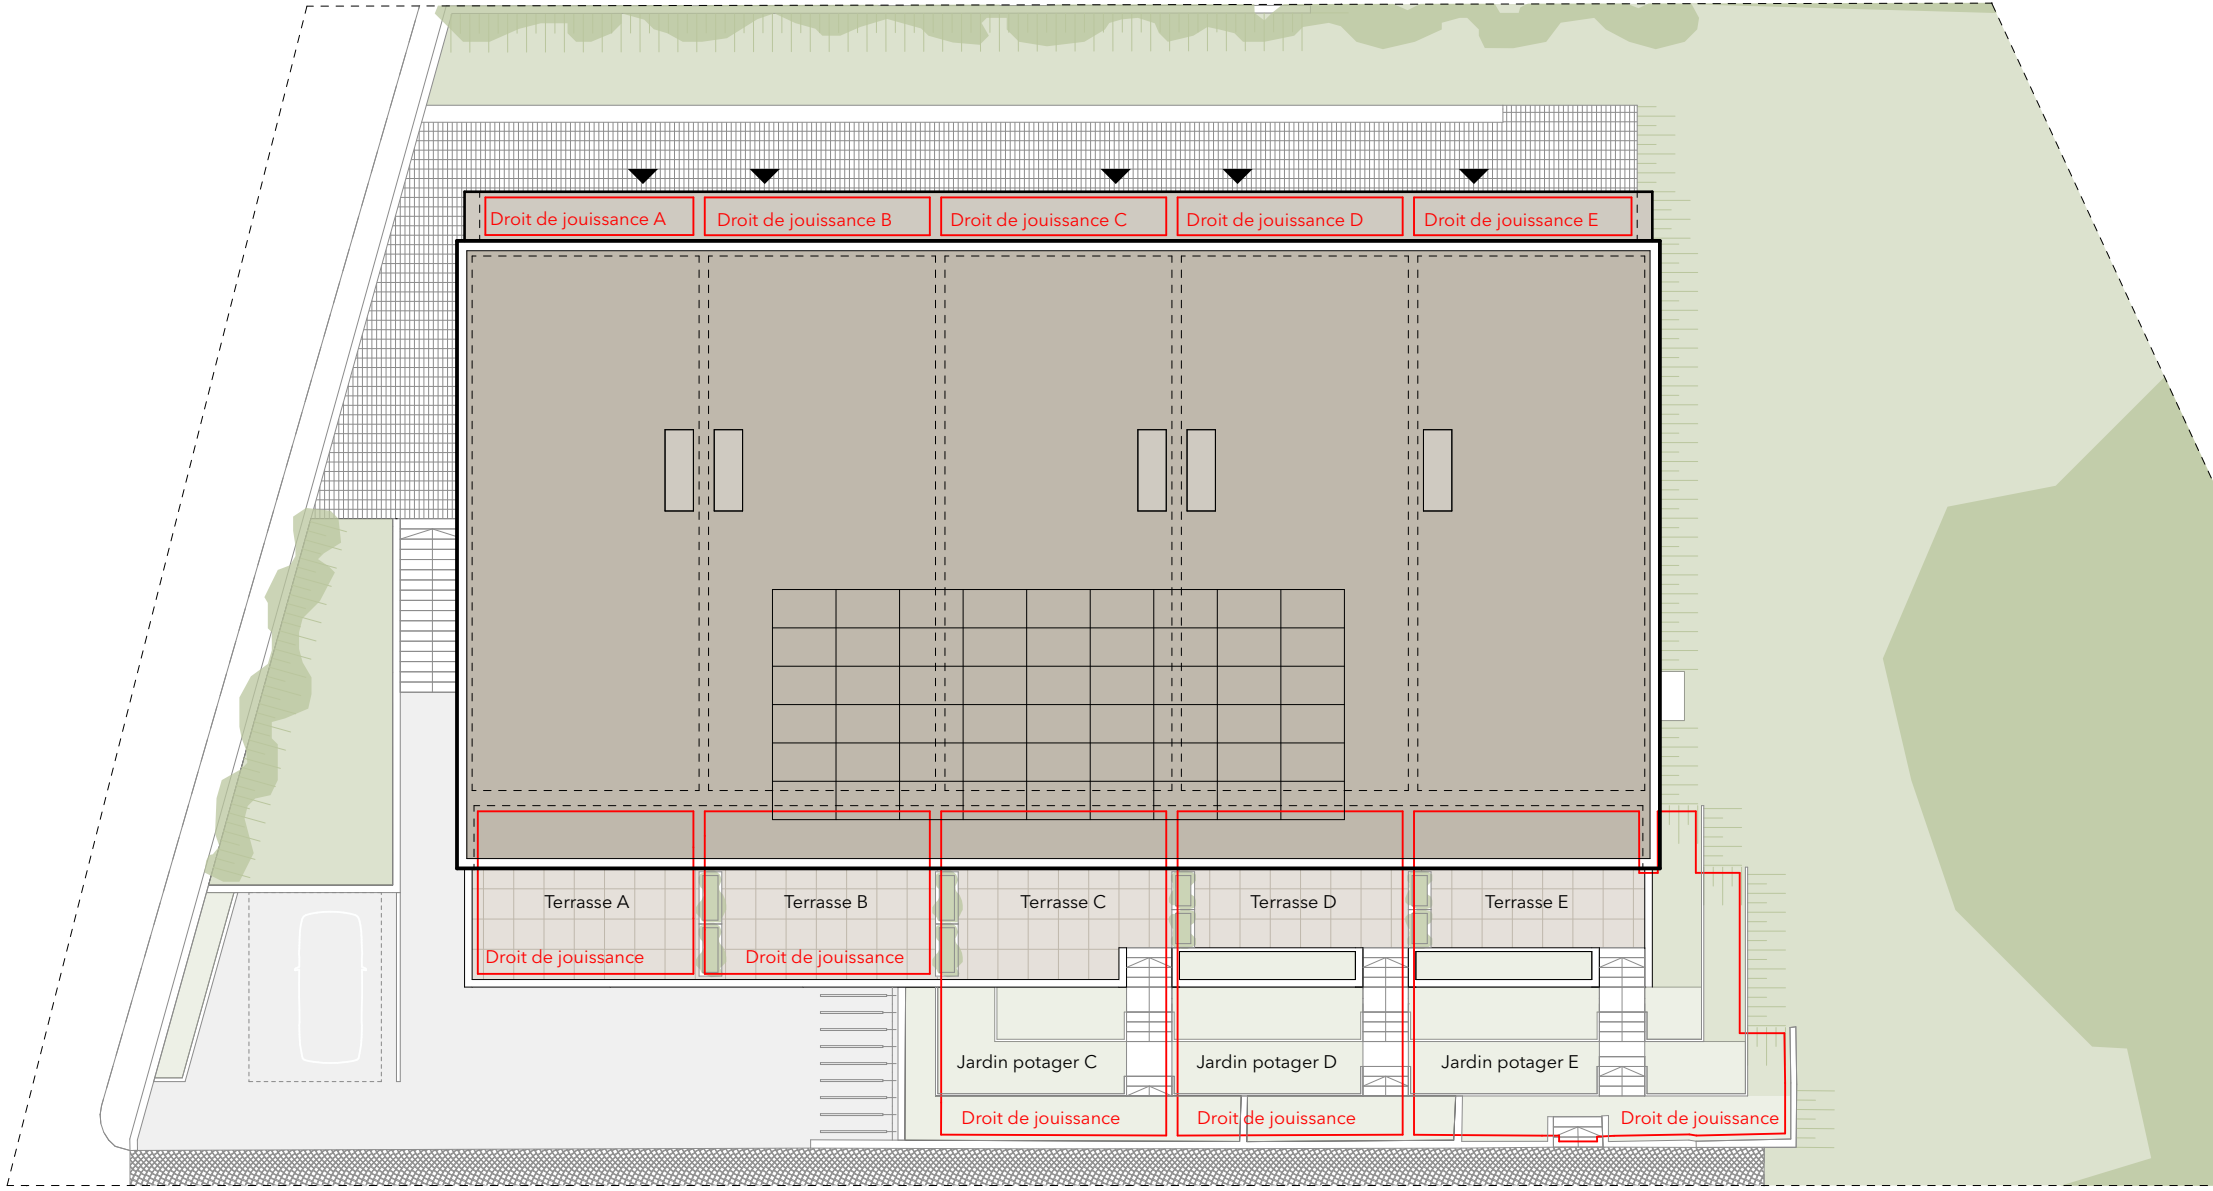 Droit de jouissance A
Droit de jouissance B
Droit de jouissance C
Droit de jouissance D
Droit de jouissance E
Terrasse A
Terrasse B
Terrasse C
Terrasse D
Terrasse E
Droit de jouissance
Droit de jouissance
Jardin potager C
Jardin potager D
Jardin potager E
Droit de jouissance
Droit de jouissance
Droit de jouissance